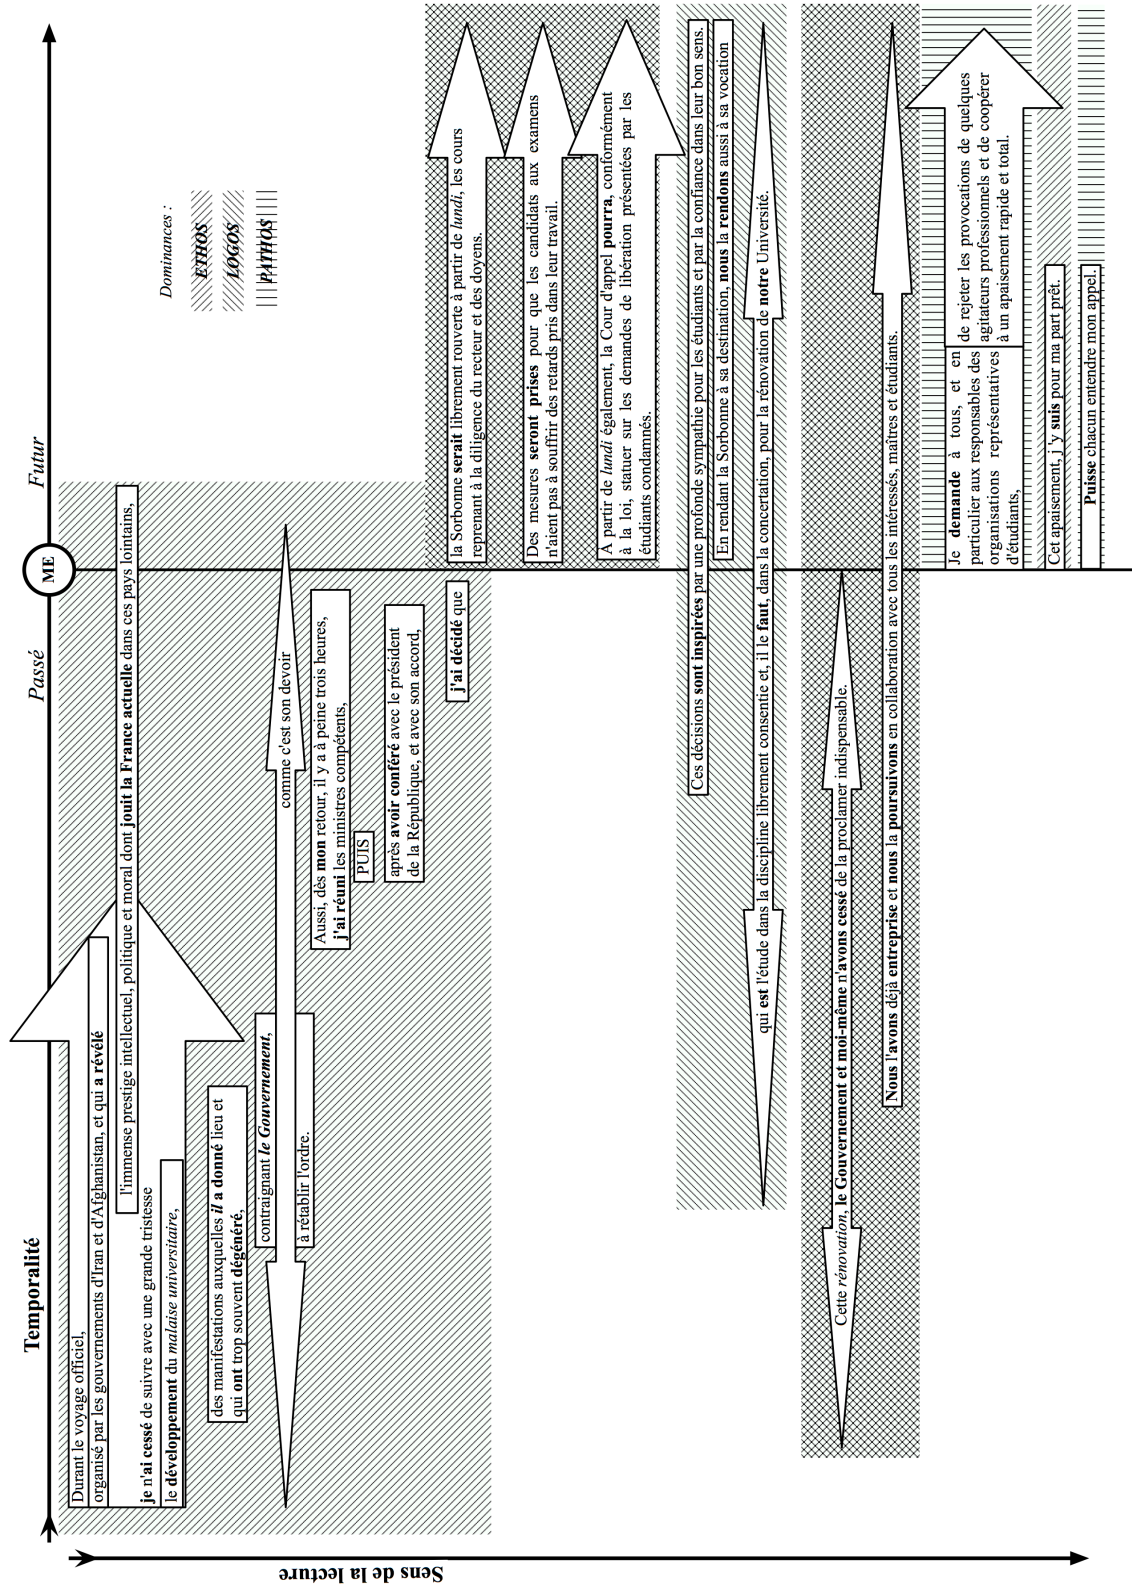 Temporalité
Passé
ME
Futur
Dominances :
ETHOS
LOGOS
PATHOS
Sens de la lecture
Durant le voyage officiel,
organisé par les gouvernements d'Iran et d'Afghanistan, et qui a révélé
l'immense prestige intellectuel, politique et moral dont jouit la France actuelle dans ces pays lointains,
je n'ai cessé de suivre avec une grande tristesse
le développement du malaise universitaire,
des manifestations auxquelles il a donné lieu et
qui ont trop souvent dégénéré,
contraignant le Gouvernement,
comme c'est son devoir
à rétablir l'ordre.
Aussi, dès mon retour, il y a à peine trois heures,
j'ai réuni les ministres compétents,
PUIS
après avoir conféré avec le président
de la République, et avec son accord,
j'ai décidé que
la Sorbonne serait librement rouverte à partir de lundi, les cours
reprenant à la diligence du recteur et des doyens.
Des mesures seront prises pour que les candidats aux examens
n'aient pas à souffrir des retards pris dans leur travail.
A partir de lundi également, la Cour d'appel pourra, conformément
à la loi, statuer sur les demandes de libération présentées par les
étudiants condamnés.
Ces décisions sont inspirées par une profonde sympathie pour les étudiants et par la confiance dans leur bon sens.
En rendant la Sorbonne à sa destination, nous la rendons aussi à sa vocation
qui est l'étude dans la discipline librement consentie et, il le faut, dans la concertation, pour la rénovation de notre Université.
Cette rénovation, le Gouvernement et moi-même n'avons cessé de la proclamer indispensable.
Nous l'avons déjà entreprise et nous la poursuivons en collaboration avec tous les intéressés, maîtres et étudiants.
Je demande à tous, et en
particulier aux responsables des
organisations représentatives
d'étudiants,
de rejeter les provocations de quelques
agitateurs professionnels et de coopérer
à un apaisement rapide et total.
Cet apaisement, j 'y suis pour ma part prêt.
Puisse chacun entendre mon appel.